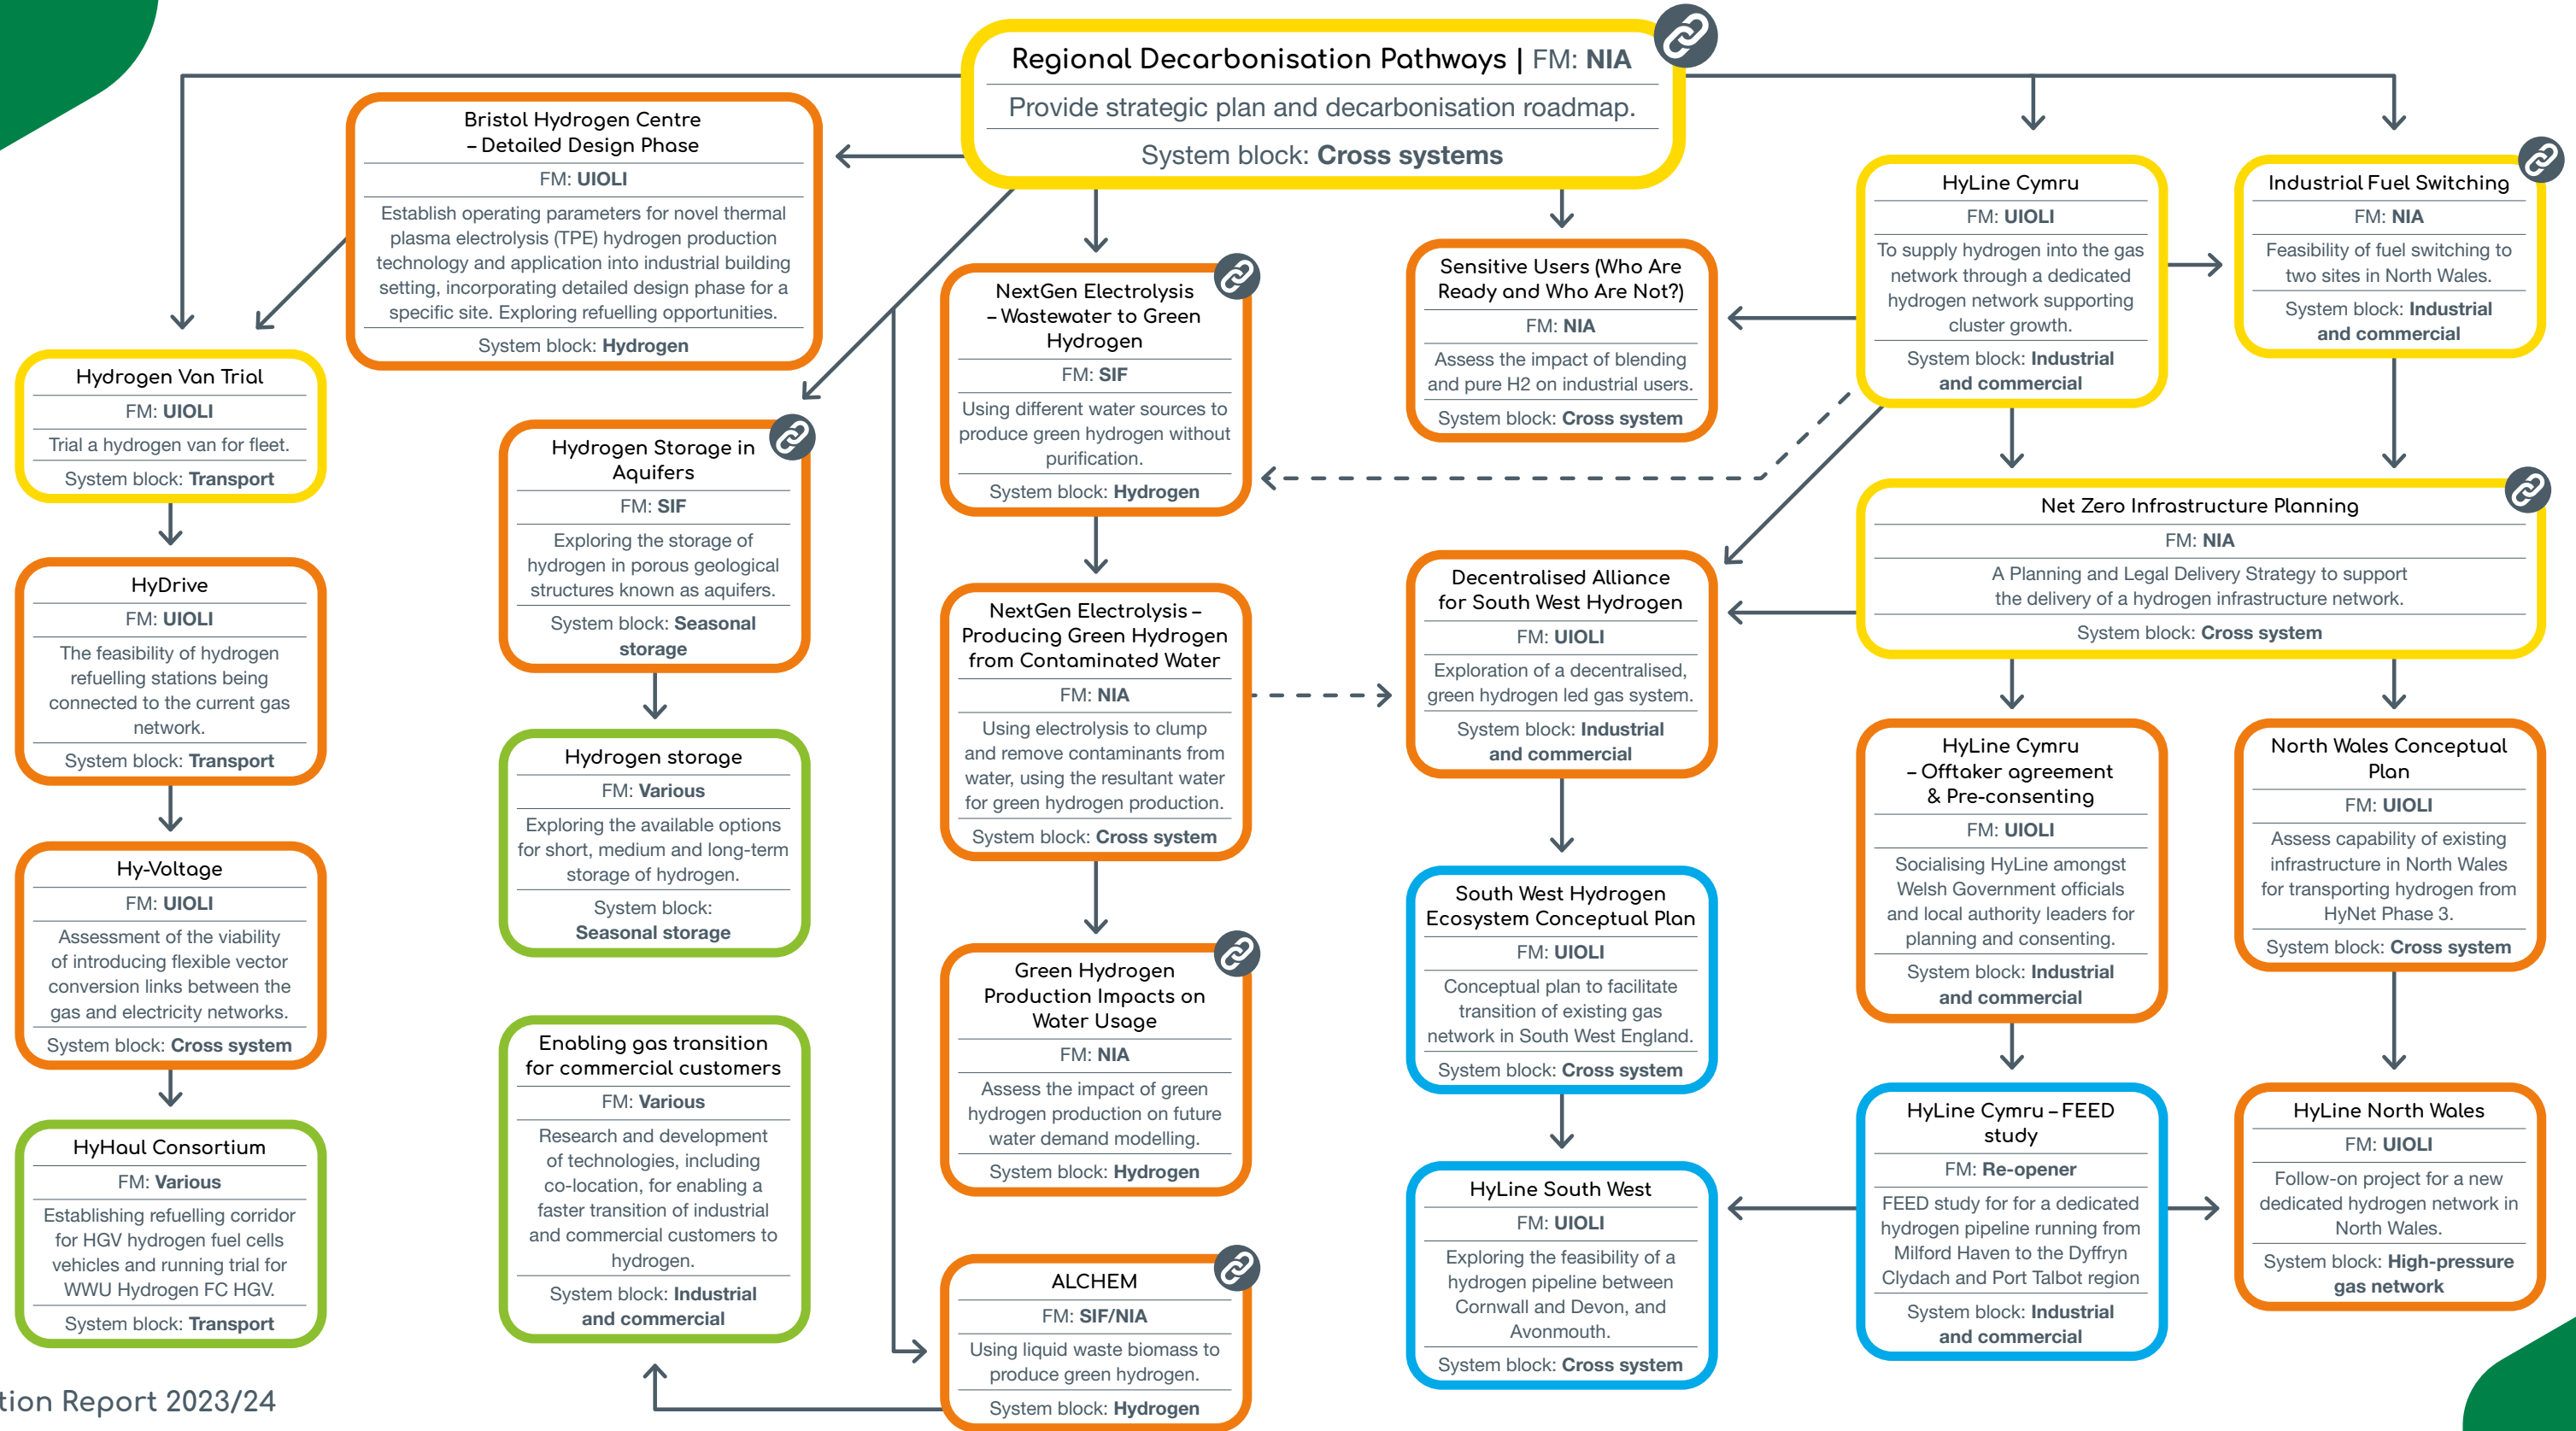 Regional Decarbonisation Pathways | FM: NIA
Provide strategic plan and decarbonisation roadmap.
System block: Cross systems
Bristol Hydrogen Centre
– Detailed Design Phase
FM: UIOLI
Establish operating parameters for novel thermal
plasma electrolysis (TPE) hydrogen production
technology and application into industrial building
setting, incorporating detailed design phase for a
specific site. Exploring refuelling opportunities.
System block: Hydrogen
Hydrogen Van Trial
FM: UIOLI
Trial a hydrogen van for fleet.
System block: Transport
HyDrive
FM: UIOLI
The feasibility of hydrogen
refuelling stations being
connected to the current gas
network.
System block: Transport
Hy-Voltage
FM: UIOLI
Assessment of the viability
of introducing flexible vector
conversion links between the
gas and electricity networks.
System block: Cross system
HyHaul Consortium
FM: Various
Establishing refuelling corridor
for HGV hydrogen fuel cells
vehicles and running trial for
WWU Hydrogen FC HGV.
System block: Transport
Hydrogen Storage in
Aquifers
FM: SIF
Exploring the storage of
hydrogen in porous geological
structures known as aquifers.
System block: Seasonal
storage
Hydrogen storage
FM: Various
Exploring the available options
for short, medium and long-term
storage of hydrogen.
System block:
Seasonal storage
Enabling gas transition
for commercial customers
FM: Various
Research and development
of technologies, including
co-location, for enabling a
faster transition of industrial
and commercial customers to
hydrogen.
System block: Industrial
and commercial
NextGen Electrolysis
– Wastewater to Green
Hydrogen
FM: SIF
Using different water sources to
produce green hydrogen without
purification.
System block: Hydrogen
NextGen Electrolysis –
Producing Green Hydrogen
from Contaminated Water
FM: NIA
Using electrolysis to clump
and remove contaminants from
water, using the resultant water
for green hydrogen production.
System block: Cross system
Green Hydrogen
Production Impacts on
Water Usage
FM: NIA
Assess the impact of green
hydrogen production on future
water demand modelling.
System block: Hydrogen
ALCHEM
FM: SIF/NIA
Using liquid waste biomass to
produce green hydrogen.
System block: Hydrogen
Sensitive Users (Who Are
Ready and Who Are Not?)
FM: NIA
Assess the impact of blending
and pure H2 on industrial users.
System block: Cross system
Decentralised Alliance
for South West Hydrogen
FM: UIOLI
Exploration of a decentralised,
green hydrogen led gas system.
System block: Industrial
and commercial
South West Hydrogen
Ecosystem Conceptual Plan
FM: UIOLI
Conceptual plan to facilitate
transition of existing gas
network in South West England.
System block: Cross system
HyLine South West
FM: UIOLI
Exploring the feasibility of a
hydrogen pipeline between
Cornwall and Devon, and
Avonmouth.
System block: Cross system
HyLine Cymru
FM: UIOLI
To supply hydrogen into the gas
network through a dedicated
hydrogen network supporting
cluster growth.
System block: Industrial
and commercial
Industrial Fuel Switching
FM: NIA
Feasibility of fuel switching to
two sites in North Wales.
System block: Industrial
and commercial
Net Zero Infrastructure Planning
FM: NIA
A Planning and Legal Delivery Strategy to support
the delivery of a hydrogen infrastructure network.
System block: Cross system
HyLine Cymru
– Offtaker agreement
& Pre-consenting
FM: UIOLI
Socialising HyLine amongst
Welsh Government officials
and local authority leaders for
planning and consenting.
System block: Industrial
and commercial
North Wales Conceptual
Plan
FM: UIOLI
Assess capability of existing
infrastructure in North Wales
for transporting hydrogen from
HyNet Phase 3.
System block: Cross system
HyLine Cymru – FEED
study
FM: Re-opener
FEED study for for a dedicated
hydrogen pipeline running from
Milford Haven to the Dyffryn
Clydach and Port Talbot region
System block: Industrial
and commercial
HyLine North Wales
FM: UIOLI
Follow-on project for a new
dedicated hydrogen network in
North Wales.
System block: High-pressure
gas network
tion Report 2023/24